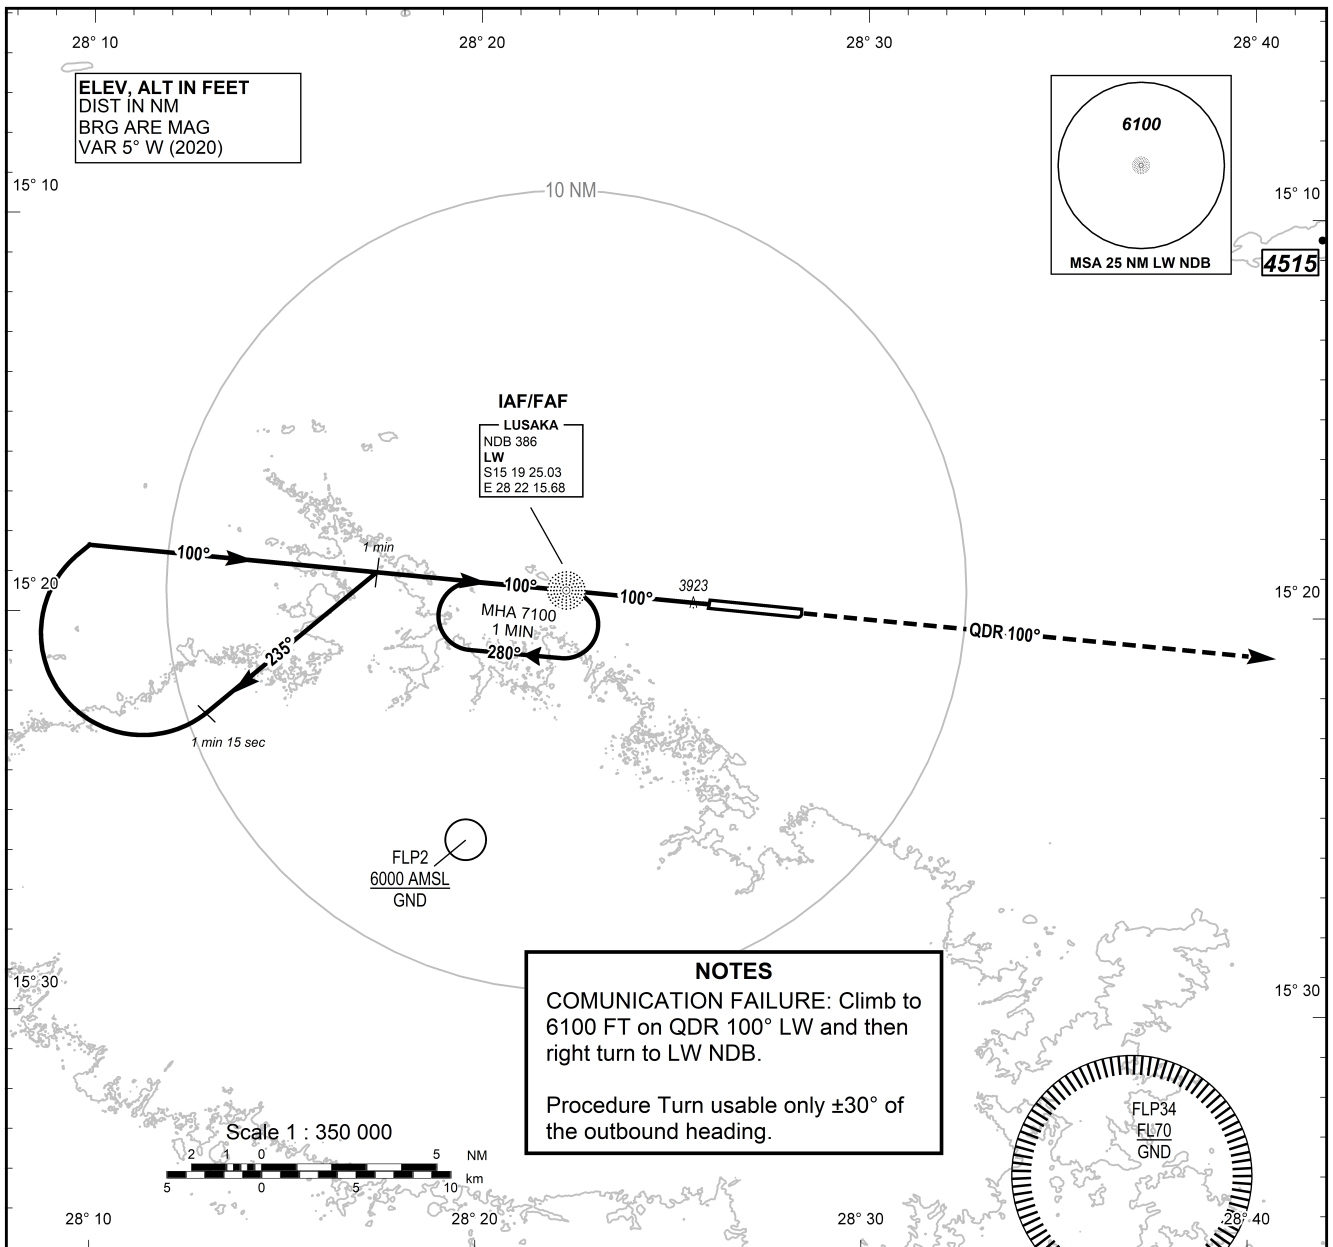 28° 10
28° 20
28° 30
28° 40
ELEV, ALT IN FEET
DIST IN NM
BRG ARE MAG
VAR 5° W (2020)
6100
MSA 25 NM LW NDB
15° 10
10 NM
15° 10
4515
IAF/FAF
LUSAKA
NDB 386
LW
S15 19 25.03
E 28 22 15.68
100°
1 min
15° 20
100°
100°
3923
15° 20
MHA 7100
1 MIN
280°
QDR 100°
235°
1 min 15 sec
FLP2
6000 AMSL
GND
15° 30
15° 30
NOTES
COMUNICATION FAILURE: Climb to
6100 FT on QDR 100° LW and then
right turn to LW NDB.
Procedure Turn usable only ±30° of
the outbound heading.
FLP34
FL70
GND
Scale 1 : 350 000
2 1 0 5 NM
5 0 5 10 km
28° 10
28° 20
28° 30
28° 40